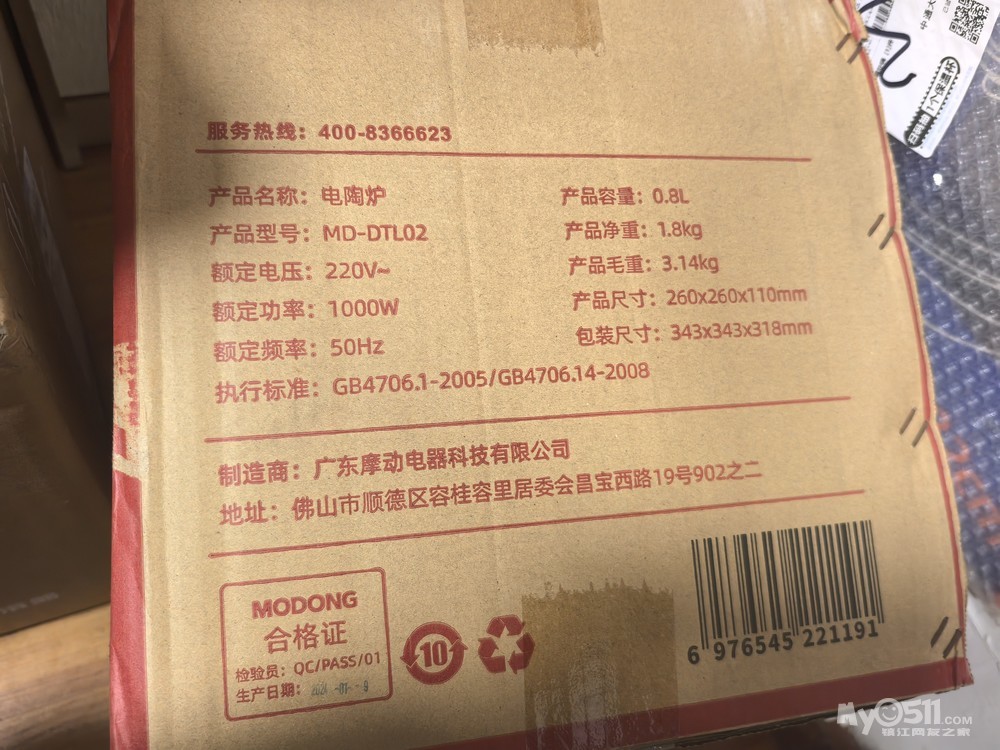 服务热线：400-8366623
产品名称：电陶炉
产品型号：MD-DTL02
额定电压：220V~
额定功率：1000W
额定频率：50Hz
执行标准：GB4706.1-2005/GB4706.14-2008
产品容量：0.8L
产品净重：1.8kg
产品毛重：3.14kg
产品尺寸：260x260x110mm
包装尺寸：343x343x318mm
制造商：广东摩动电器科技有限公司
地址：佛山市顺德区容桂容里居委会昌宝西路19号902之二
MODONG
合格证
检验员：QC/PASS/01
生产日期：
10
6 976545 221191
1个保温杯
My0511.COM
镇江网友之家